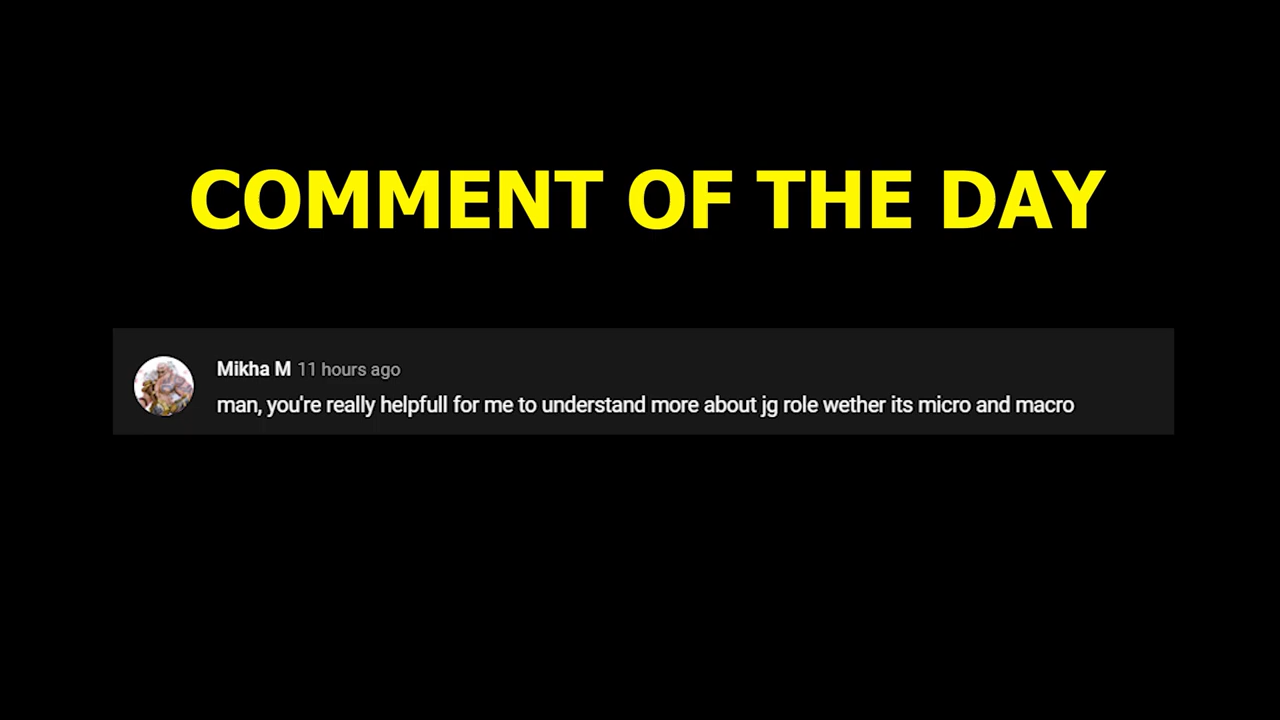 COMMENT OF THE DAY
Mikha M 11 hours ago
man, you're really helpfull for me to understand more about jg role wether its micro and macro